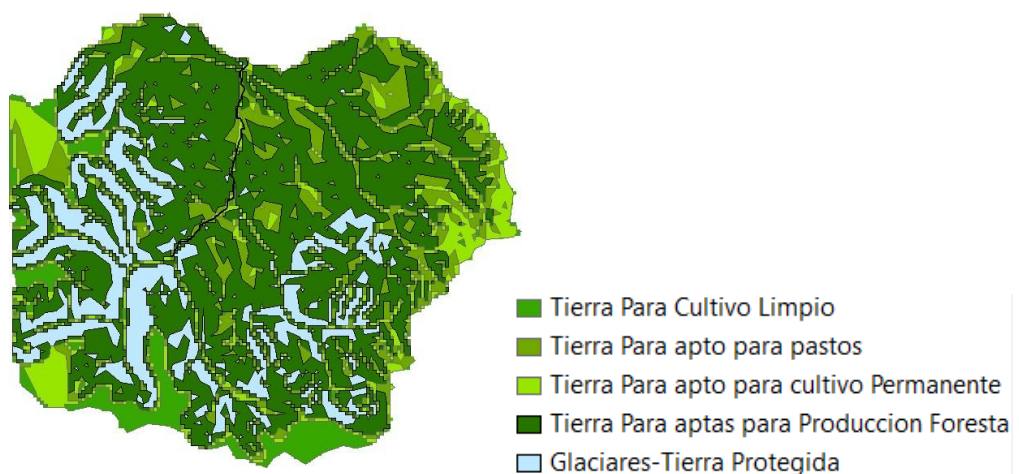 Tierra Para Cultivo Limpio
Tierra Para apto para pastos
Tierra Para apto para cultivo Permanente
Tierra Para aptas para Produccion Foresta
Glaciares-Tierra Protegida